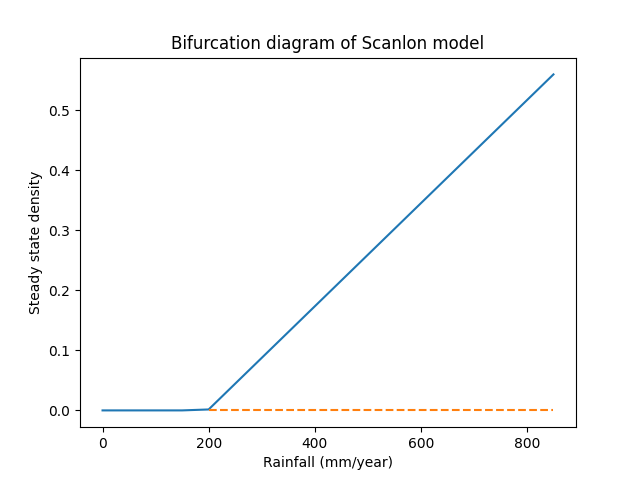 Bifurcation diagram of Scanlon model
Steady state density
0.5
0.4
0.3
0.2
0.1
0.0
0 200 400 600 800
Rainfall (mm/year)